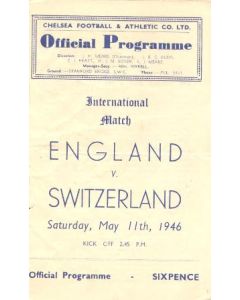 CHELSEA FOOTBALL & ATHLETIC CO. LTD.
Official Programme
International
Match
ENGLAND
v.
SWITZERLAND
Saturday, May 11th, 1946
KICK OFF 2.45 P.M.
Official Programme - SIXPENCE